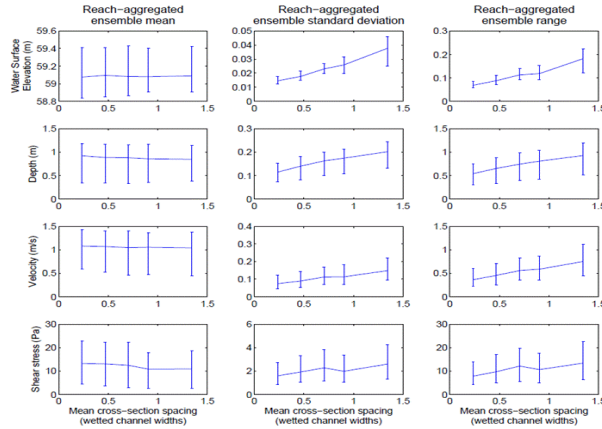 Reach−aggregated
ensemble mean
Reach−aggregated
ensemble standard deviation
Reach−aggregated
ensemble range
Water Surface
Elevation (m)
59.6
59.4
59.2
59
58.8
0 0.5 1 1.5
0.05
0.04
0.03
0.02
0.01
0
0 0.5 1 1.5
0.3
0.2
0.1
0
0 0.5 1 1.5
Depth (m)
1.5
1
0.5
0
0 0.5 1 1.5
0.3
0.2
0.1
0
0 0.5 1 1.5
1.5
1
0.5
0
0 0.5 1 1.5
Velocity (m/s)
1.5
1
0.5
0
0 0.5 1 1.5
0.4
0.3
0.2
0.1
0
0 0.5 1 1.5
1.5
1
0.5
0
0 0.5 1 1.5
Shear stress (Pa)
30
20
10
0
0 0.5 1 1.5
6
4
2
0
0 0.5 1 1.5
30
20
10
0
0 0.5 1 1.5
Mean cross−section spacing
(wetted channel widths)
Mean cross−section spacing
(wetted channel widths)
Mean cross−section spacing
(wetted channel widths)